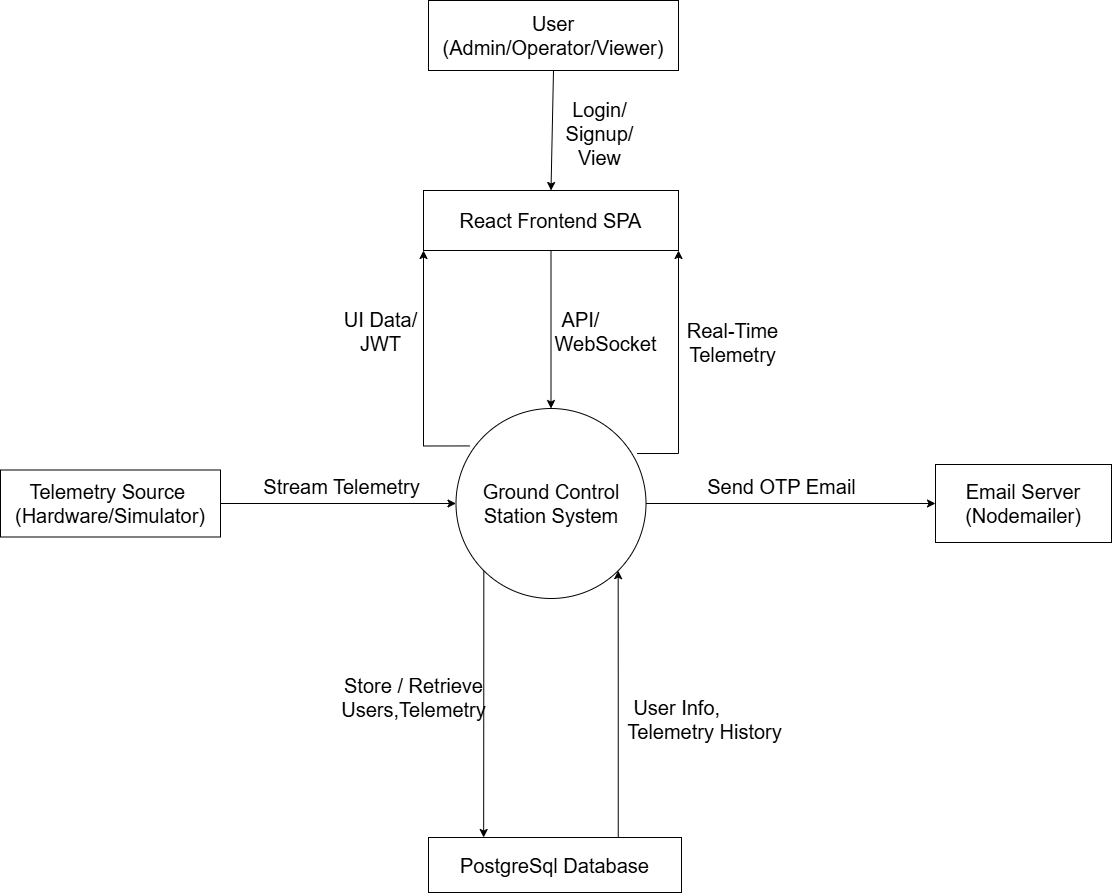 User
(Admin/Operator/Viewer)
Login/
Signup/
View
React Frontend SPA
UI Data/
JWT
API/
WebSocket
Real-Time
Telemetry
Telemetry Source
(Hardware/Simulator)
Stream Telemetry
Ground Control
Station System
Send OTP Email
Email Server
(Nodemailer)
Store / Retrieve
Users,Telemetry
User Info,
Telemetry History
PostgreSql Database